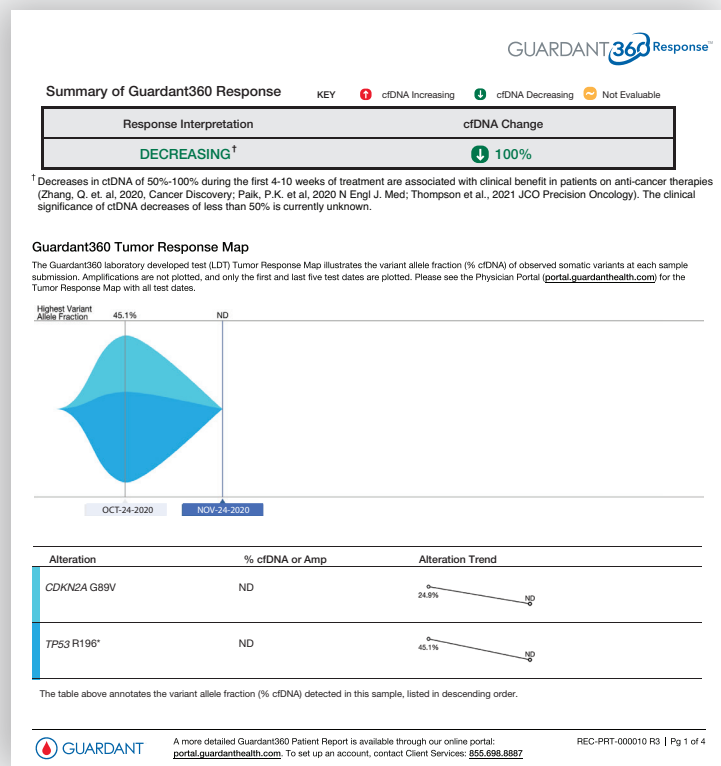 GUARDANT360 Response™
Summary of Guardant360 Response KEY cfDNA Increasing cfDNA Decreasing Not Evaluable
Response Interpretation cfDNA Change
DECREASING† 100%
† Decreases in ctDNA of 50%-100% during the first 4-10 weeks of treatment are associated with clinical benefit in patients on anti-cancer therapies
(Zhang, Q. et. al, 2020, Cancer Discovery; Paik, P.K. et al, 2020 N Engl J. Med; Thompson et al., 2021 JCO Precision Oncology). The clinical
significance of ctDNA decreases of less than 50% is currently unknown.
Guardant360 Tumor Response Map
The Guardant360 laboratory developed test (LDT) Tumor Response Map illustrates the variant allele fraction (% cfDNA) of observed somatic variants at each sample
submission. Amplifications are not plotted, and only the first and last five test dates are plotted. Please see the Physician Portal (portal.guardanthealth.com) for the
Tumor Response Map with all test dates.
Highest Variant
Allele Fraction 45.1% ND
OCT-24-2020 NOV-24-2020
Alteration % cfDNA or Amp Alteration Trend
CDKN2A G89V ND 24.9% ND
TP53 R196* ND 45.1% ND
The table above annotates the variant allele fraction (% cfDNA) detected in this sample, listed in descending order.
GUARDANT
A more detailed Guardant360 Patient Report is available through our online portal:
portal.guardanthealth.com. To set up an account, contact Client Services: 855.698.8887
REC-PRT-000010 R3 | Pg 1 of 4